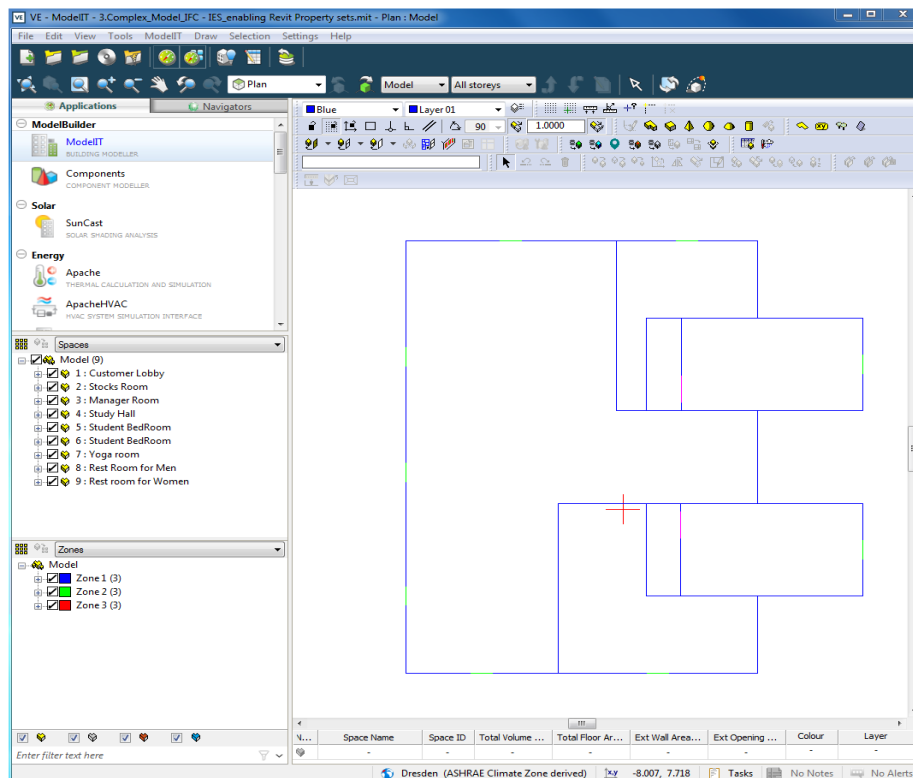 VE - ModelIT - 3.Complex_Model_IFC - IES_enabling Revit Property sets.mit - Plan : Model
File Edit View Tools ModelIT Draw Selection Settings Help
Plan Model All storeys
Applications Navigators
Blue Layer 01
ModelBuilder
90 1.0000
ModelIT
BUILDING MODELLER
Components
COMPONENT MODELLER
Solar
SunCast
SOLAR SHADING ANALYSIS
Energy
Apache
THERMAL CALCULATION AND SIMULATION
ApacheHVAC
HVAC SYSTEM SIMULATION INTERFACE
Spaces
Model (9)
1 : Customer Lobby
2 : Stocks Room
3 : Manager Room
4 : Study Hall
5 : Student BedRoom
6 : Student BedRoom
7 : Yoga room
8 : Rest Room for Men
9 : Rest room for Women
Zones
Model
Zone 1 (3)
Zone 2 (3)
Zone 3 (3)
N... Space Name Space ID Total Volume ... Total Floor Ar... Ext Wall Area... Ext Opening ... Colour Layer
- - - - - - - -
Enter filter text here
Dresden (ASHRAE Climate Zone derived) x,y -8.007, 7.718 Tasks No Notes No Alerts